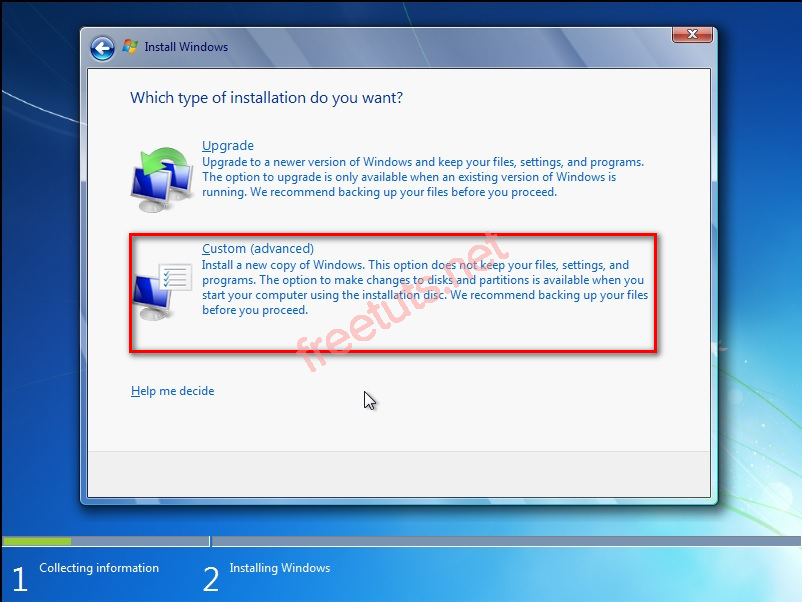 Install Windows
Which type of installation do you want?
Upgrade
Upgrade to a newer version of Windows and keep your files, settings, and programs.
The option to upgrade is only available when an existing version of Windows is
running. We recommend backing up your files before you proceed.
Custom (advanced)
Install a new copy of Windows. This option does not keep your files, settings, and
programs. The option to make changes to disks and partitions is available when you
start your computer using the installation disc. We recommend backing up your files
before you proceed.
freetuts.net
Help me decide
1 Collecting information
2 Installing Windows